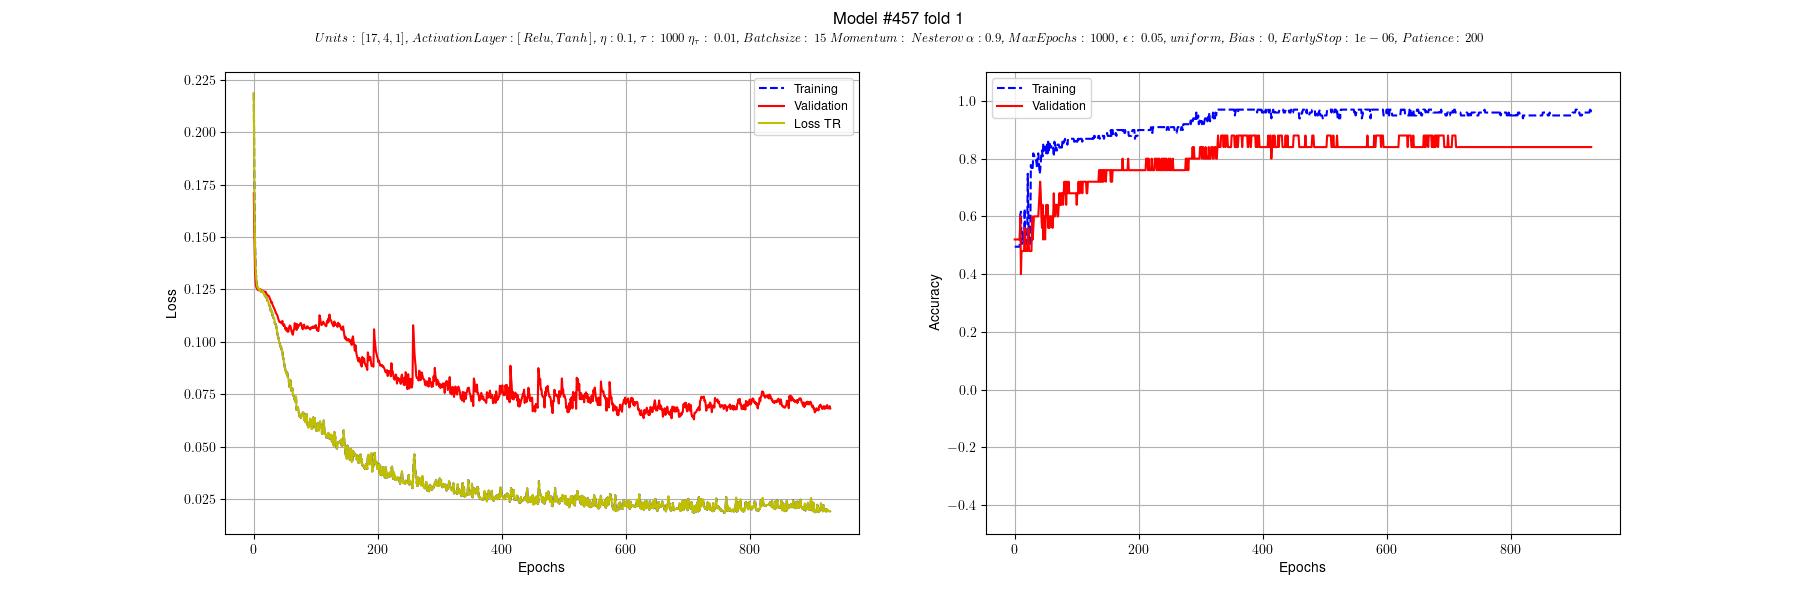 Model #457 fold 1
Units : [17, 4, 1], ActivationLayer : [ Relu, Tanh], η : 0.1, τ : 1000 ητ : 0.01, Batchsize : 15 Momentum : Nesterov α : 0.9, MaxEpochs : 1000, ϵ : 0.05, uniform, Bias : 0, EarlyStop : 1e − 06, Patience : 200
0.225
0.200
0.175
0.150
0.125
0.100
0.075
0.050
0.025
Loss
Training
Validation
Loss TR
0 200 400 600 800
Epochs
1.0
0.8
0.6
0.4
0.2
0.0
−0.2
−0.4
Accuracy
Training
Validation
0 200 400 600 800
Epochs